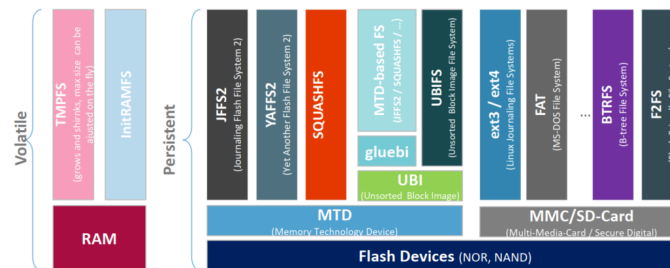 Volatile
TMPFS
(grows and shirnks, max size can be
ajusted on the fly)
InitRAMFS
RAM
Persistent
JFFS2
(Journaling Flash File System 2)
YAFFS2
(Yet Another Flash File System 2)
SQUASHFS
MTD-based FS
(JFFS2 / SQUASHFS / ...)
gluebi
UBIFS
(Unsorted Block Image File System)
UBI
(Unsorted Block Image)
MTD
(Memory Technology Device)
ext3 / ext4
(Linux Journaling File Systems)
FAT
(MS-DOS File System)
...
BTRFS
(B-tree File System)
F2FS
MMC/SD-Card
(Multi-Media-Card / Secure Digital)
Flash Devices (NOR, NAND)